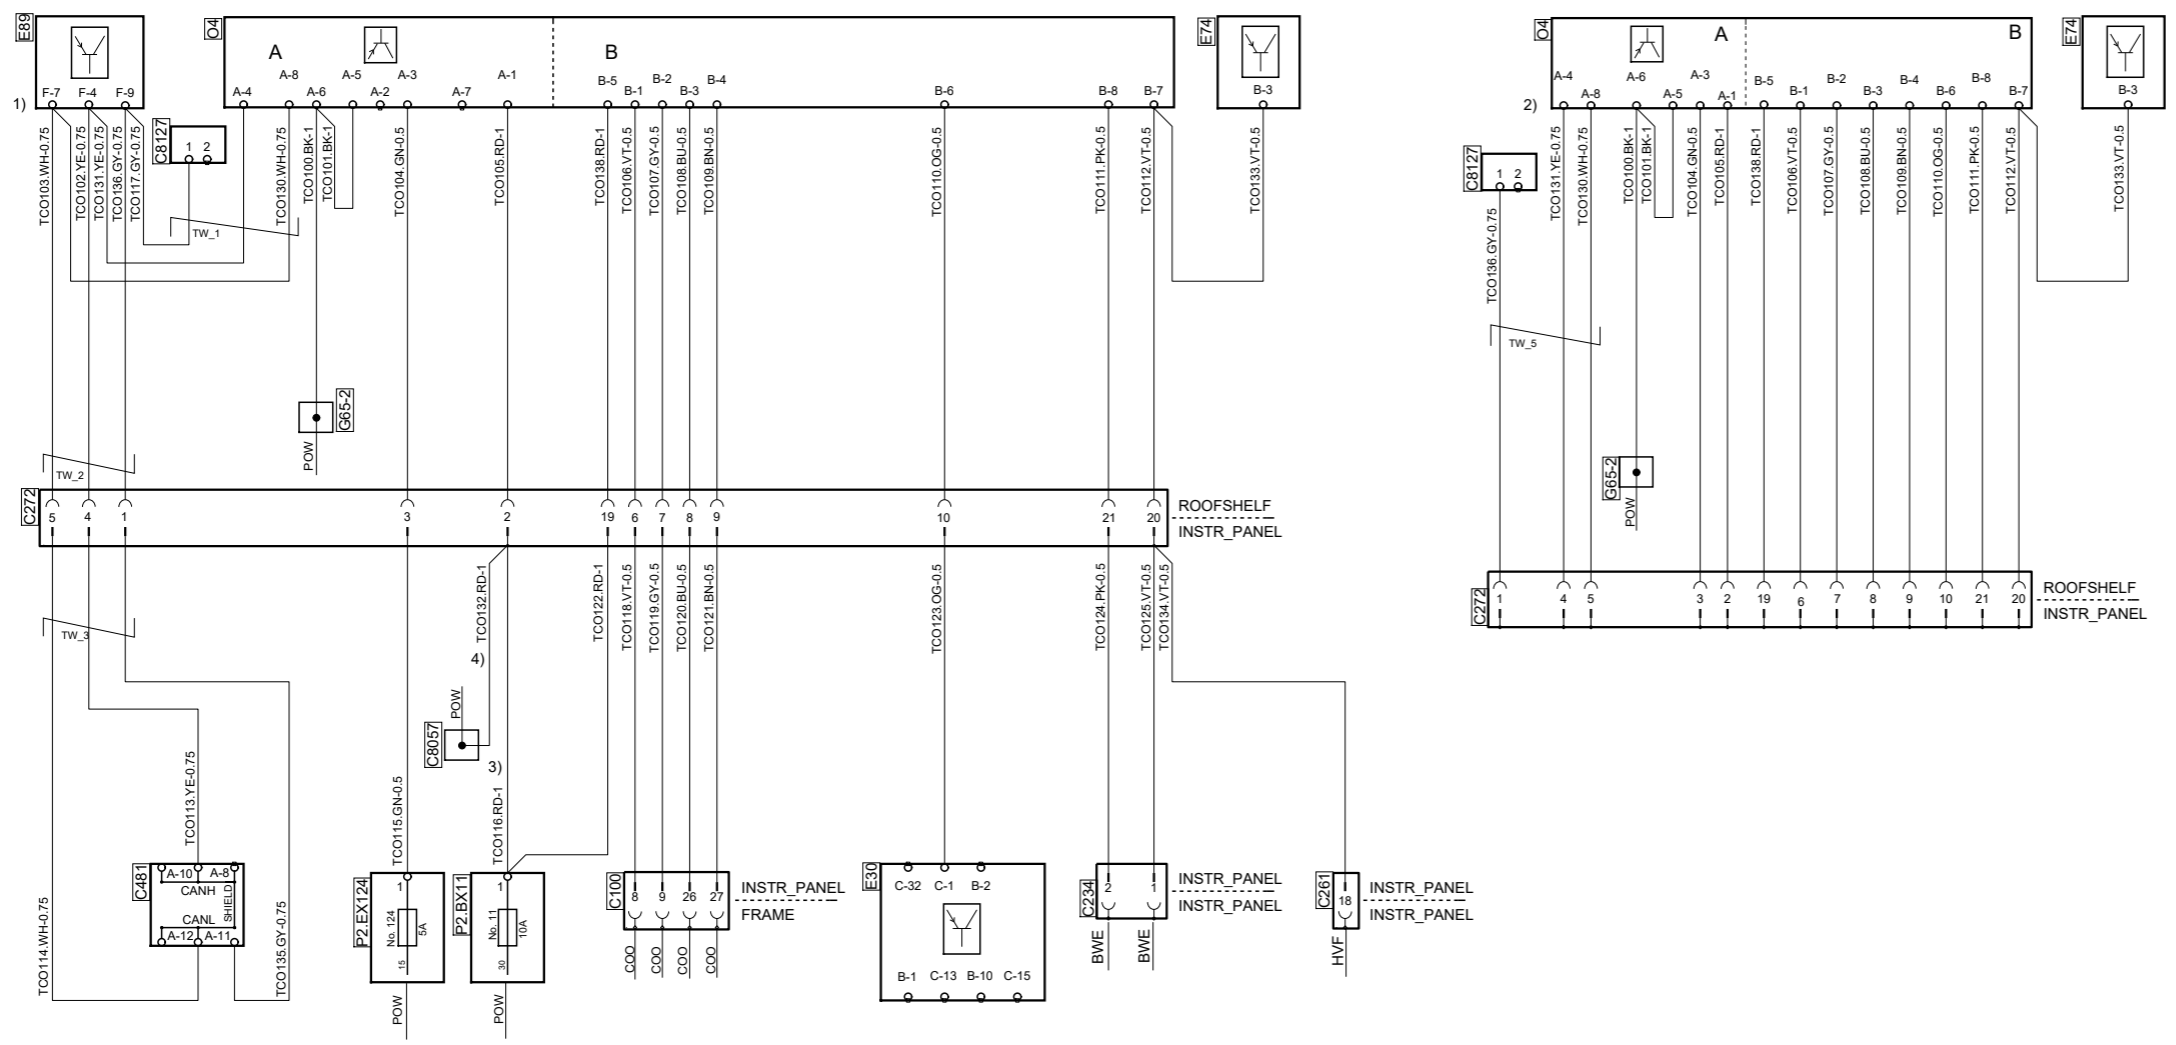 E89
F-7 F-4 F-9
1)
TCO103.WH-0.75
TCO102.YE-0.75
TCO131.YE-0.75
TCO136.GY-0.75
TCO117.GY-0.75
C8127
1 2
TW_1
O4
A
B
A-4 A-8 A-6 A-5 A-2 A-3 A-7 A-1
B-5 B-1 B-2 B-3 B-4 B-6 B-8 B-7
E74
B-3
TCO130.WH-0.75
TCO100.BK-1
TCO101.BK-1
TCO104.GN-0.5
TCO105.RD-1
TCO138.RD-1
TCO106.VT-0.5
TCO107.GY-0.5
TCO108.BU-0.5
TCO109.BN-0.5
TCO110.OG-0.5
TCO111.PK-0.5
TCO112.VT-0.5
TCO133.VT-0.5
G65-2
POW
TW_2
C272
5 4 1 3 2 19 6 7 8 9 10 21 20
ROOFSHELF
INSTR_PANEL
TW_3
TCO132.RD-1
TCO122.RD-1
TCO118.VT-0.5
TCO119.GY-0.5
TCO120.BU-0.5
TCO121.BN-0.5
TCO123.OG-0.5
TCO124.PK-0.5
TCO125.VT-0.5
TCO134.VT-0.5
4)
POW
C8057
3)
TCO113.YE-0.75
TCO115.GN-0.5
TCO116.RD-1
TCO114.WH-0.75
TCO135.GY-0.75
C481
A-10 A-8
CANH
SHIELD
CANL
A-12 A-11
P2.EX124
1
No. 124
5A
15
POW
P2.BX11
1
No. 11
10A
30
POW
C100
8 9 26 27
INSTR_PANEL
FRAME
COO COO COO COO
E30
C-32 C-1 B-2
B-1 C-13 B-10 C-15
C234
2 1
INSTR_PANEL
INSTR_PANEL
BWE BWE
C261
18
INSTR_PANEL
INSTR_PANEL
HVF
O4
A
B
2)
A-4 A-8 A-6 A-5 A-3 A-1 B-5 B-1 B-2 B-3 B-4 B-6 B-8 B-7
E74
B-3
C8127
1 2
TCO136.GY-0.75
TCO131.YE-0.75
TCO130.WH-0.75
TCO100.BK-1
TCO101.BK-1
TCO104.GN-0.5
TCO105.RD-1
TCO138.RD-1
TCO106.VT-0.5
TCO107.GY-0.5
TCO108.BU-0.5
TCO109.BN-0.5
TCO110.OG-0.5
TCO111.PK-0.5
TCO112.VT-0.5
TCO133.VT-0.5
TW_5
G65-2
POW
C272
1 4 5 3 2 19 6 7 8 9 10 21 20
ROOFSHELF
INSTR_PANEL